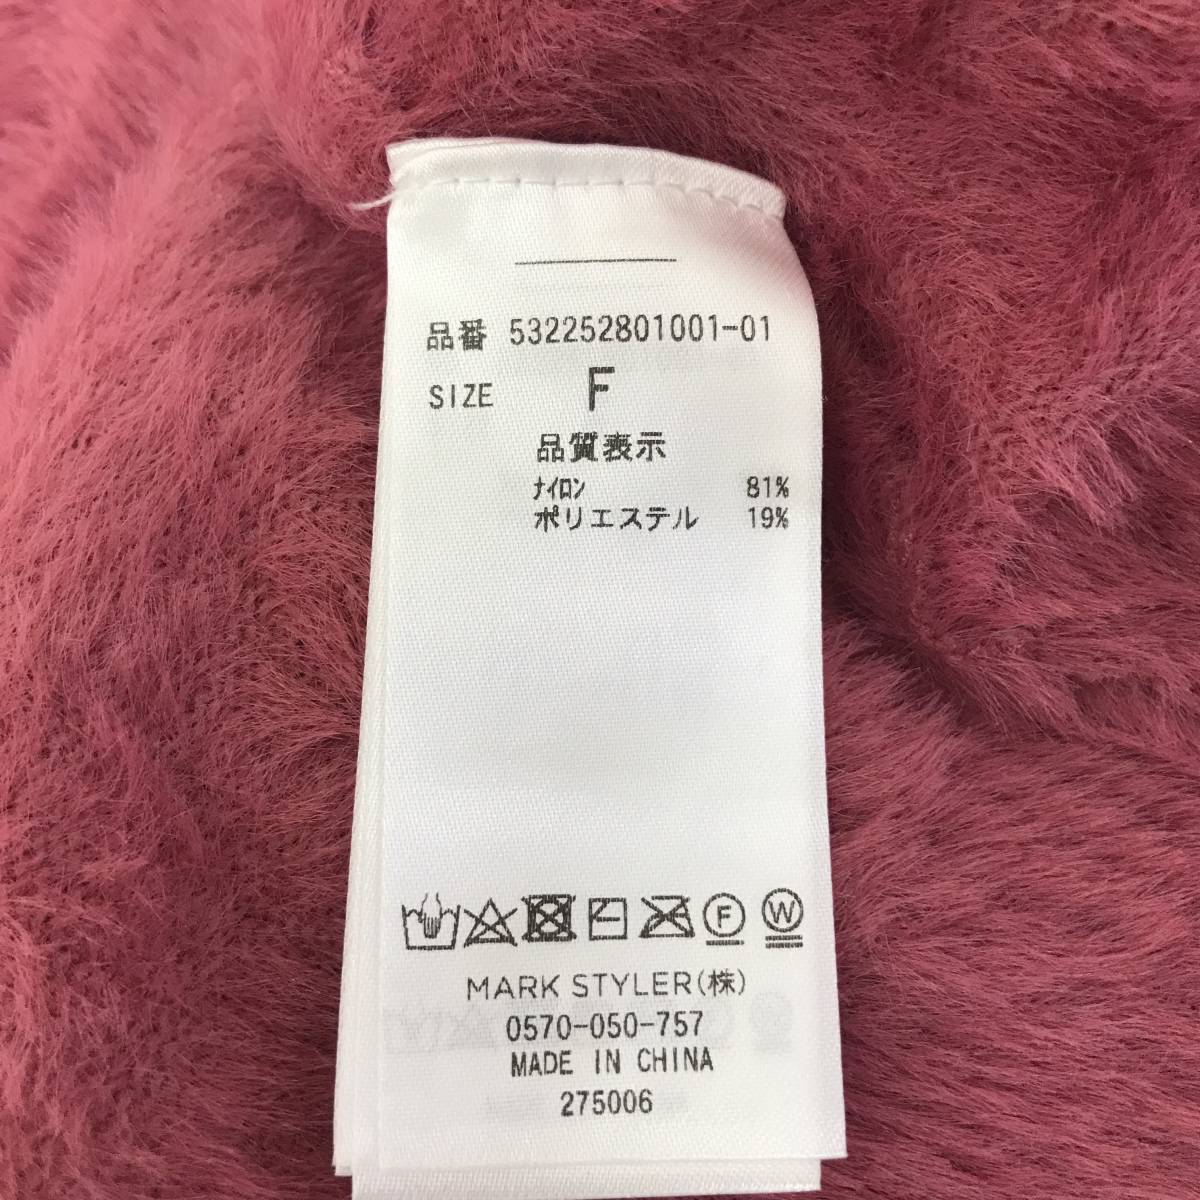 品番 532252801001-01
SIZE F
品質表示
ナイロン 81%
ポリエステル 19%
F W
MARK STYLER(株)
0570-050-757
MADE IN CHINA
275006